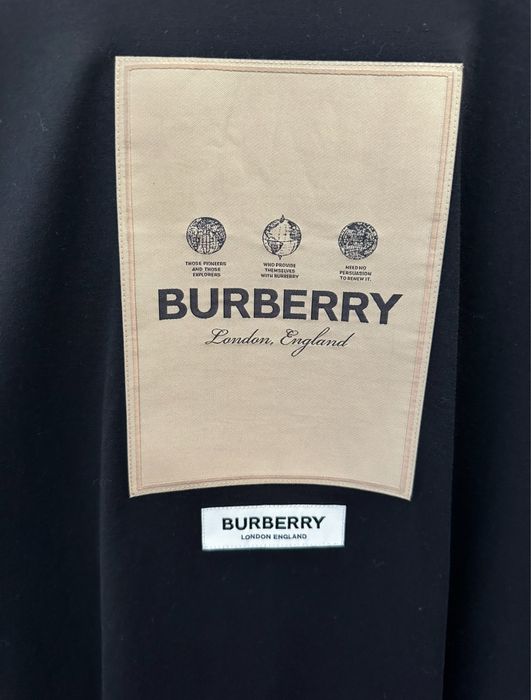 THOSE PIONEERS
AND THOSE
EXPLORERS
WHO PROVIDE
THEMSELVES
WITH BURBERRY
NEED NO
PERSUASION
TO RENEW IT.
BURBERRY
London, England
BURBERRY
LONDON ENGLAND